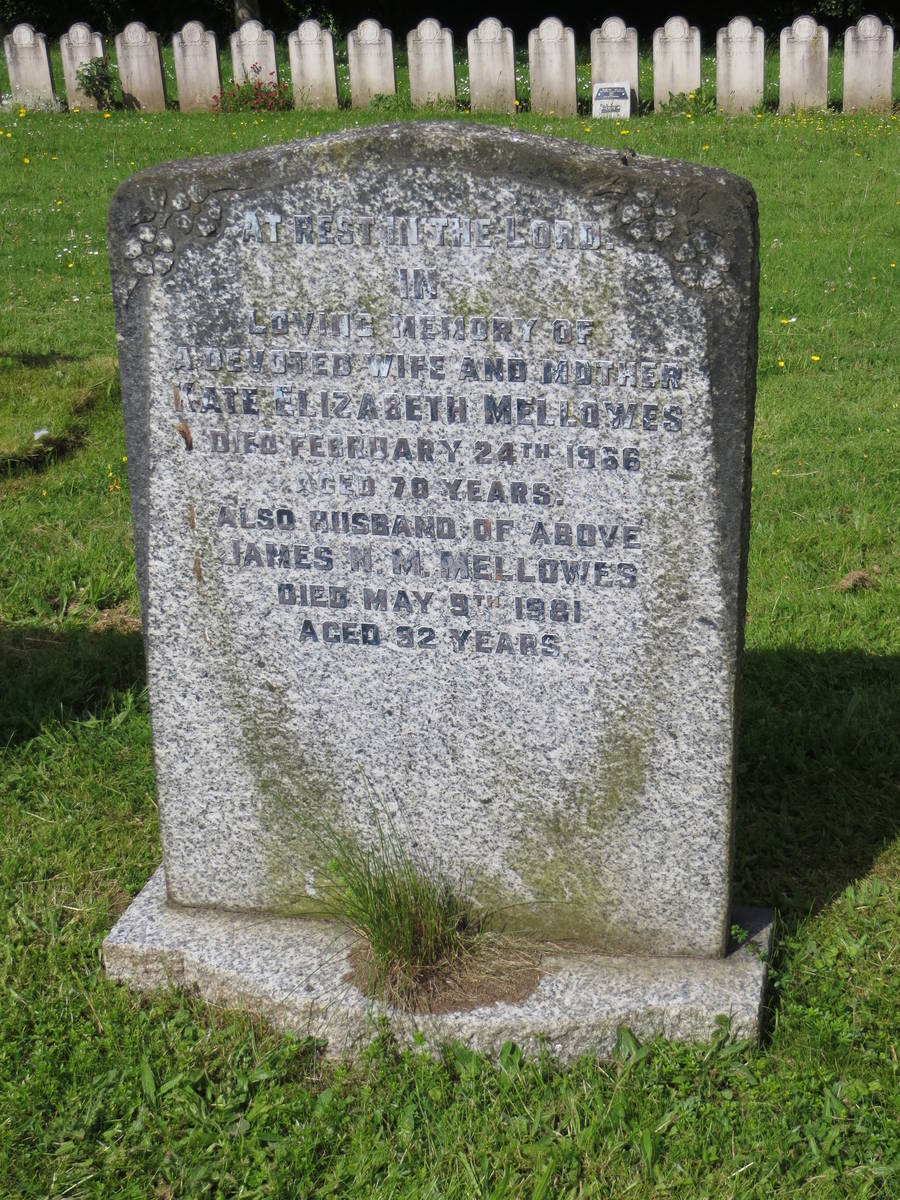 AT REST IN THE LORD.
IN
LOVING MEMORY OF
A DEVOTED WIFE AND MOTHER
KATE ELIZABETH MELLOWES
DIED FEBRUARY 24TH 1966
AGED 70 YEARS.
ALSO HUSBAND OF ABOVE
JAMES N. M. MELLOWES
DIED MAY 9TH 1981
AGED 92 YEARS.